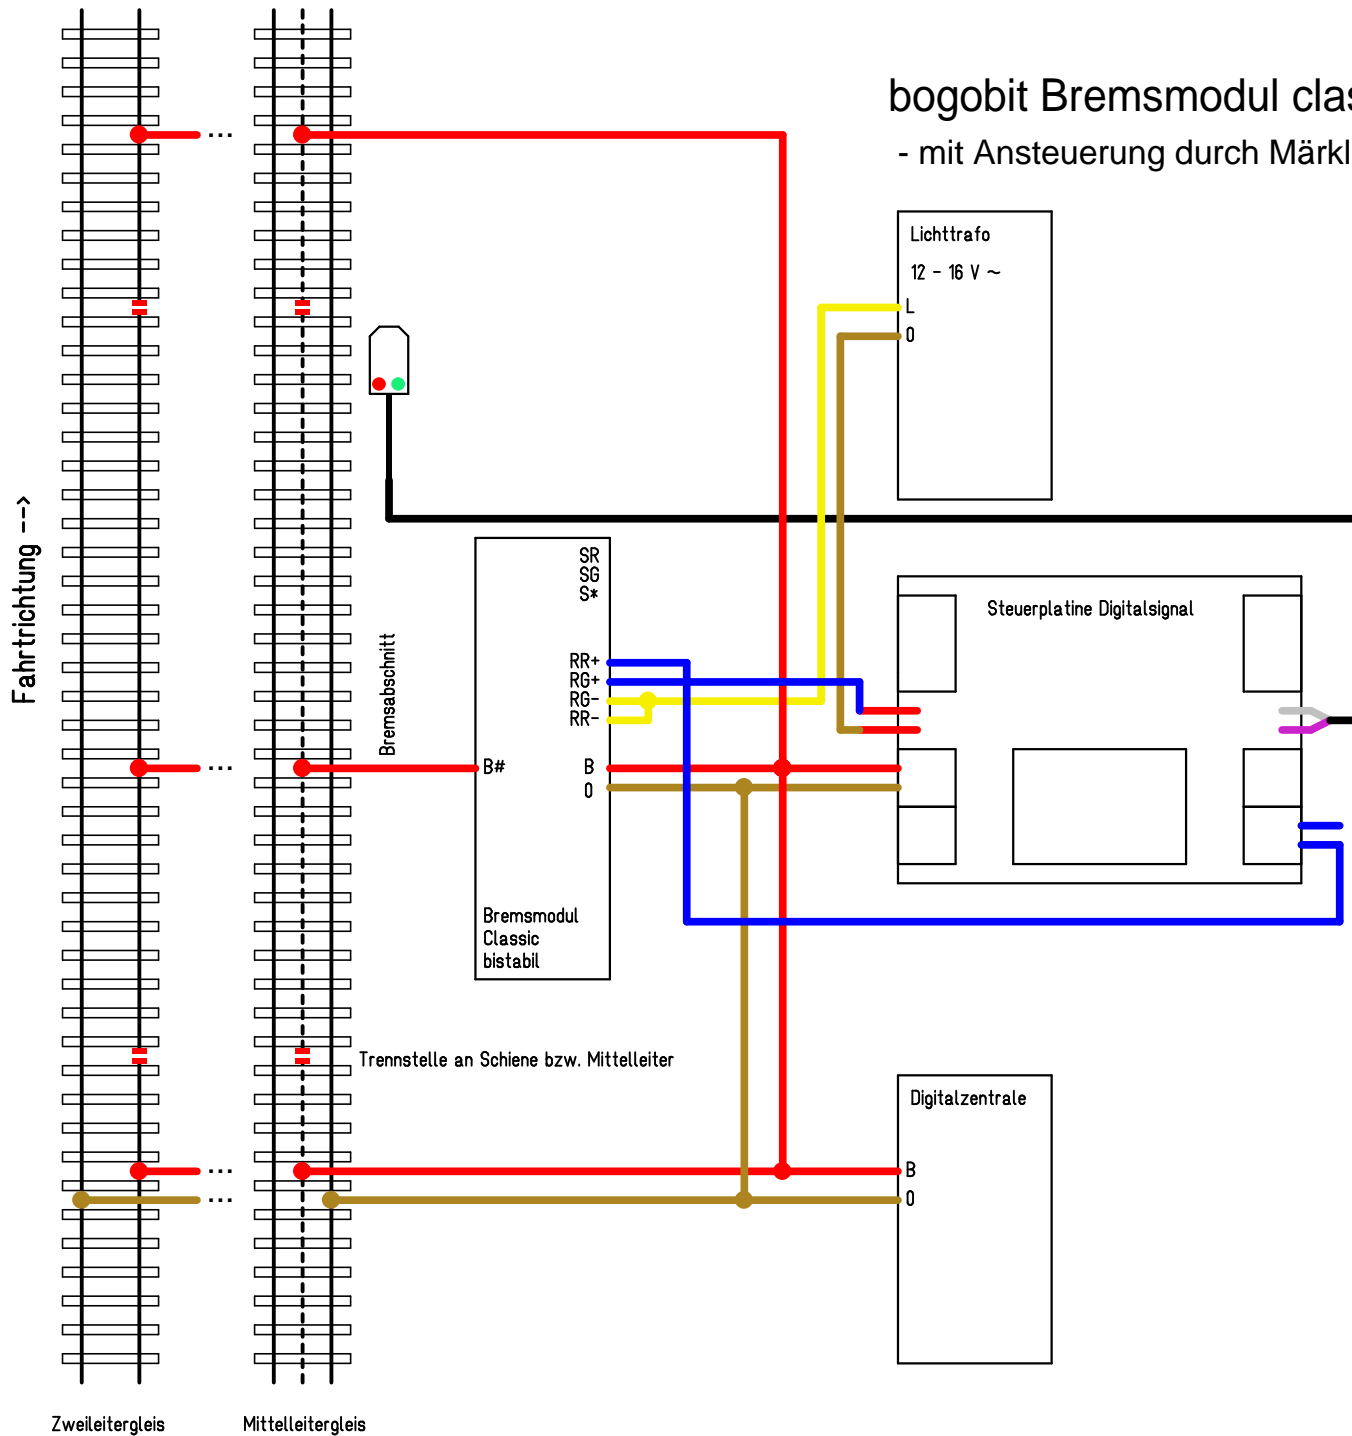 bogobit Bremsmodul clas
- mit Ansteuerung durch Märkl
...
Lichttrafo
12 - 16 V ~
L
0
Fahrtrichtung -->
Bremsabschnitt
SR
SG
S*
RR+
RG+
RG-
RR-
B#
B
0
Bremsmodul
Classic
bistabil
Steuerplatine Digitalsignal
...
Trennstelle an Schiene bzw. Mittelleiter
Digitalzentrale
B
0
...
...
Zweileitergleis
Mittelleitergleis